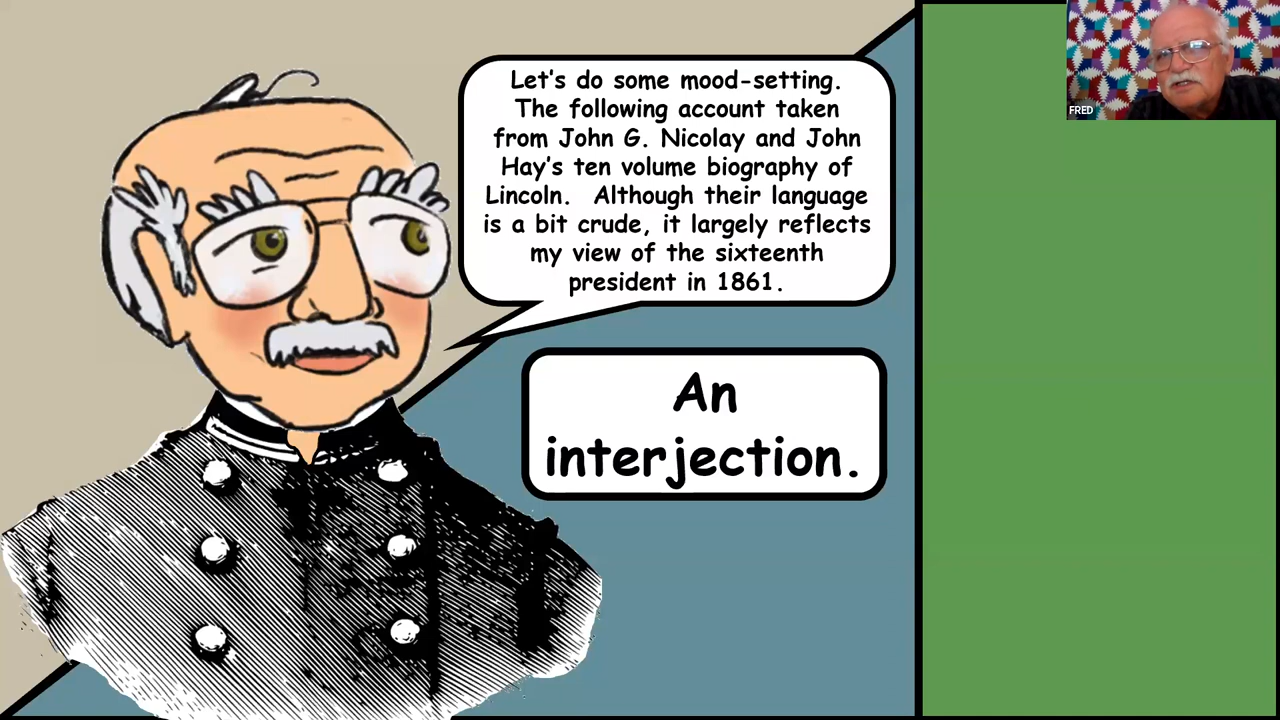 Let's do some mood-setting.
The following account taken
from John G. Nicolay and John
Hay's ten volume biography of
Lincoln.  Although their language
is a bit crude, it largely reflects
my view of the sixteenth
president in 1861.
An
interjection.
FRED